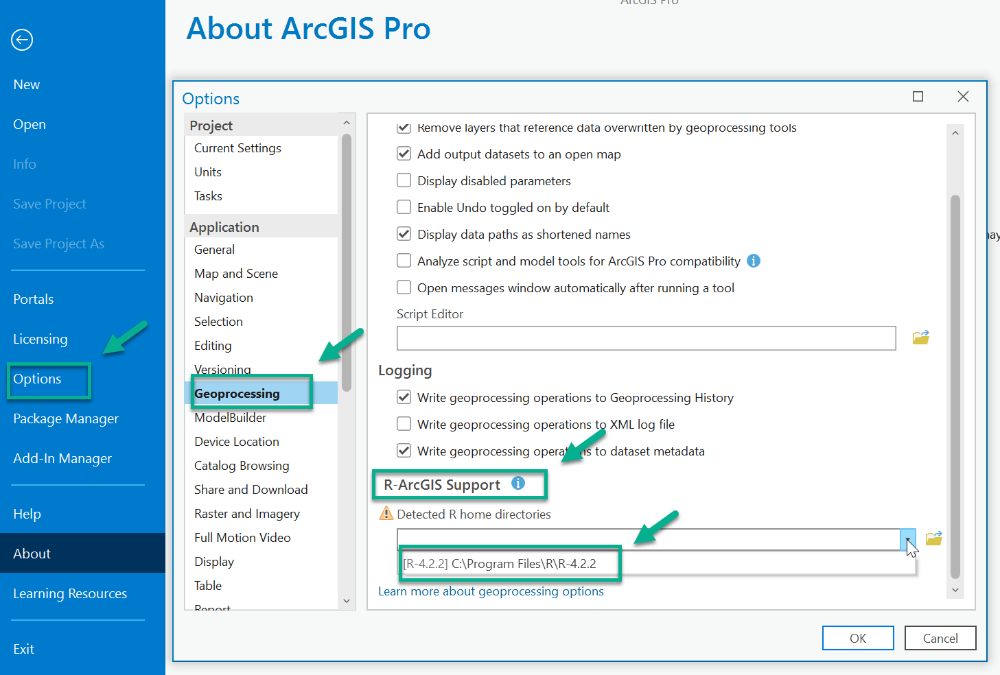 ArcGIS Pro
About ArcGIS Pro
New
Open
Info
Save Project
Save Project As
Portals
Licensing
Options
Package Manager
Add-In Manager
Help
About
Learning Resources
Exit
Options
Project
Current Settings
Units
Tasks
Application
General
Map and Scene
Navigation
Selection
Editing
Versioning
Geoprocessing
ModelBuilder
Device Location
Catalog Browsing
Share and Download
Raster and Imagery
Full Motion Video
Display
Table
Report
Remove layers that reference data overwritten by geoprocessing tools
Add output datasets to an open map
Display disabled parameters
Enable Undo toggled on by default
Display data paths as shortened names
Analyze script and model tools for ArcGIS Pro compatibility
Open messages window automatically after running a tool
Script Editor
Logging
Write geoprocessing operations to Geoprocessing History
Write geoprocessing operations to XML log file
Write geoprocessing operations to dataset metadata
R-ArcGIS Support
Detected R home directories
[R-4.2.2] C:\Program Files\R\R-4.2.2
Learn more about geoprocessing options
OK
Cancel